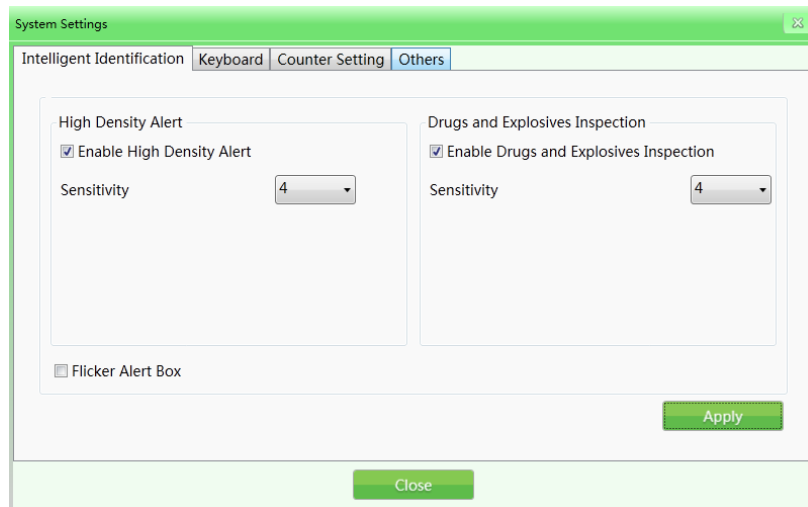 System Settings
Intelligent Identification Keyboard Counter Setting Others
High Density Alert
Enable High Density Alert
Sensitivity 4
Drugs and Explosives Inspection
Enable Drugs and Explosives Inspection
Sensitivity 4
Flicker Alert Box
Apply
Close